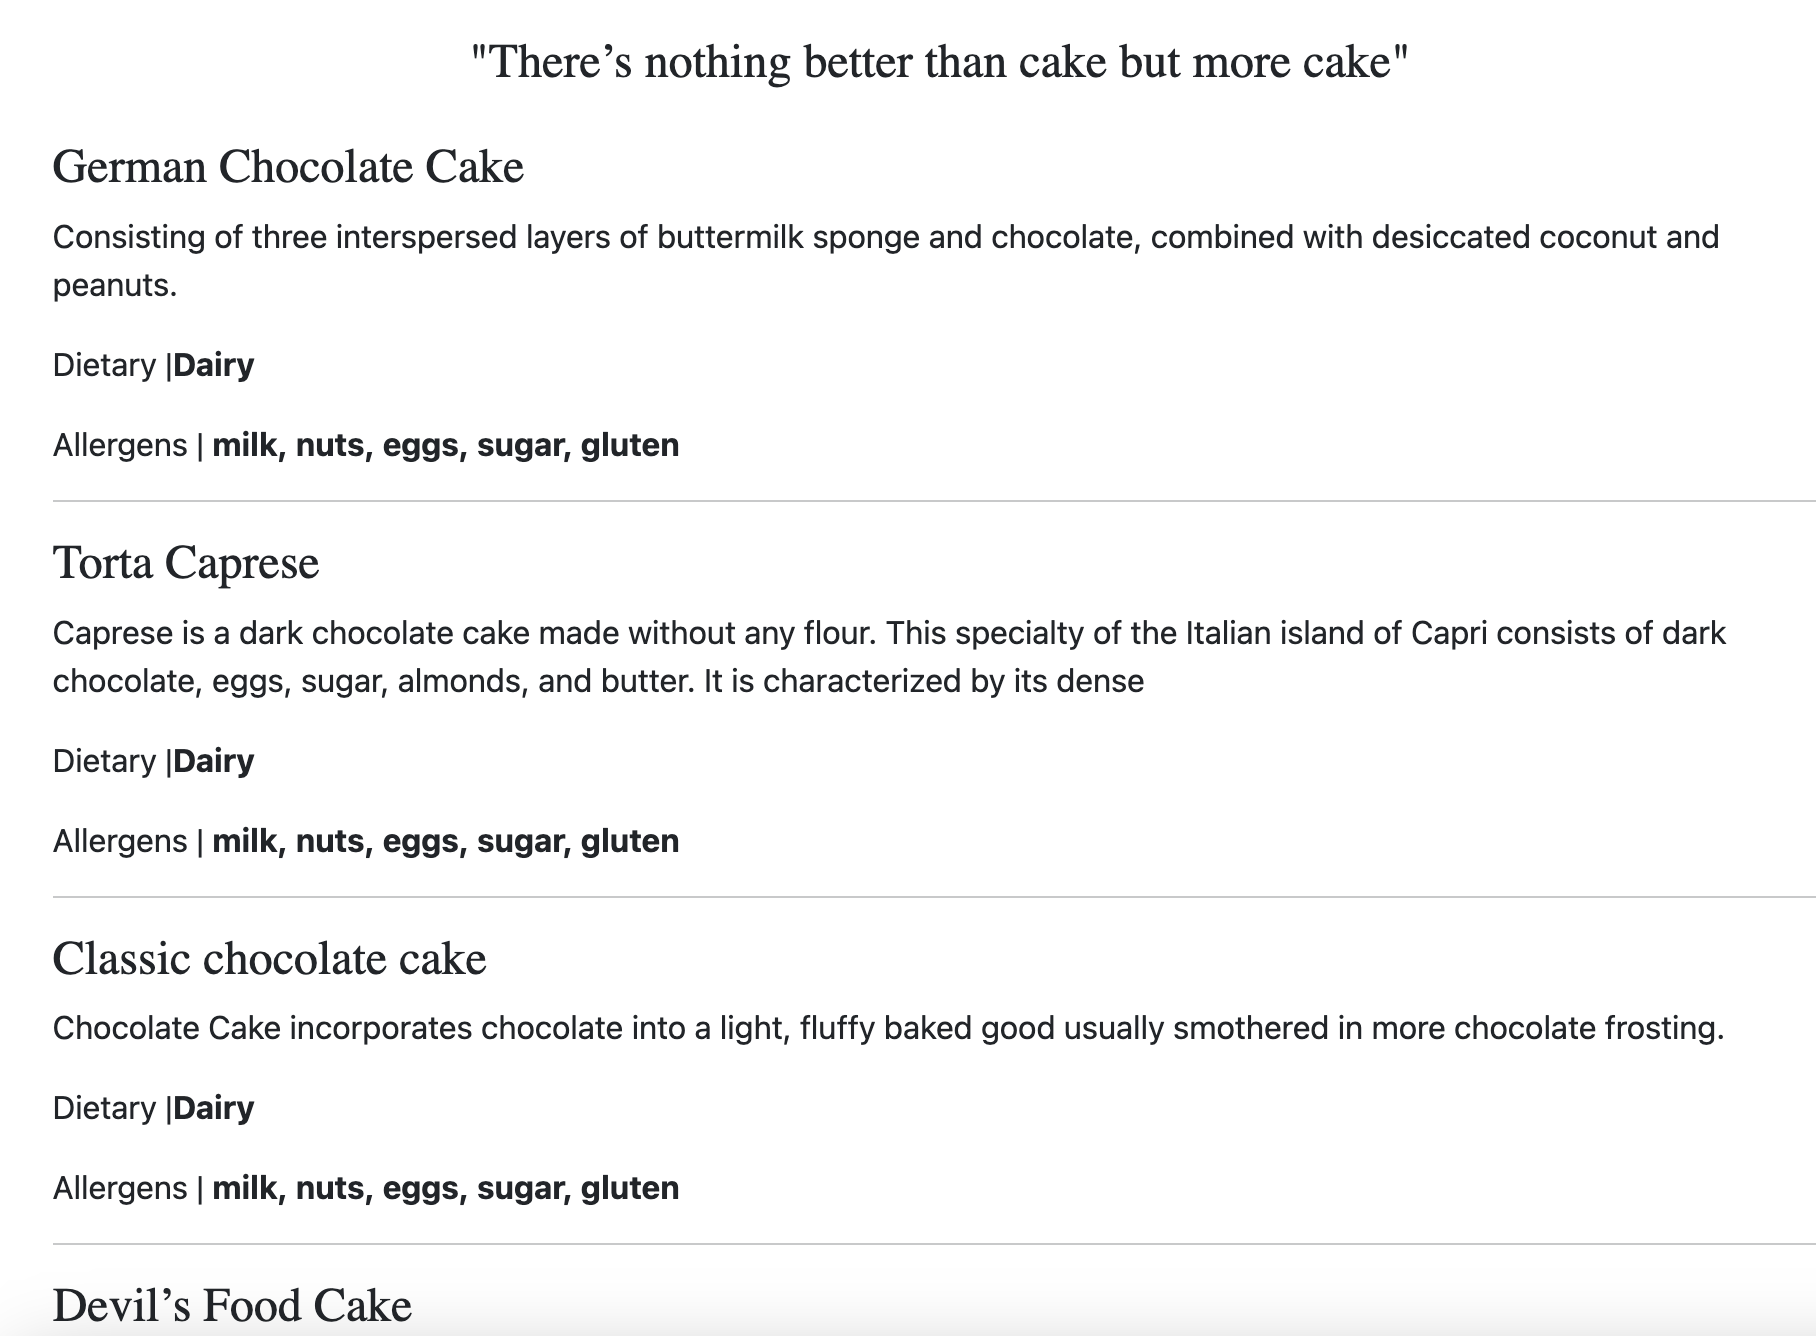 "There’s nothing better than cake but more cake"
German Chocolate Cake
Consisting of three interspersed layers of buttermilk sponge and chocolate, combined with desiccated coconut and
peanuts.
Dietary |Dairy
Allergens | milk, nuts, eggs, sugar, gluten
Torta Caprese
Caprese is a dark chocolate cake made without any flour. This specialty of the Italian island of Capri consists of dark
chocolate, eggs, sugar, almonds, and butter. It is characterized by its dense
Dietary |Dairy
Allergens | milk, nuts, eggs, sugar, gluten
Classic chocolate cake
Chocolate Cake incorporates chocolate into a light, fluffy baked good usually smothered in more chocolate frosting.
Dietary |Dairy
Allergens | milk, nuts, eggs, sugar, gluten
Devil’s Food Cake